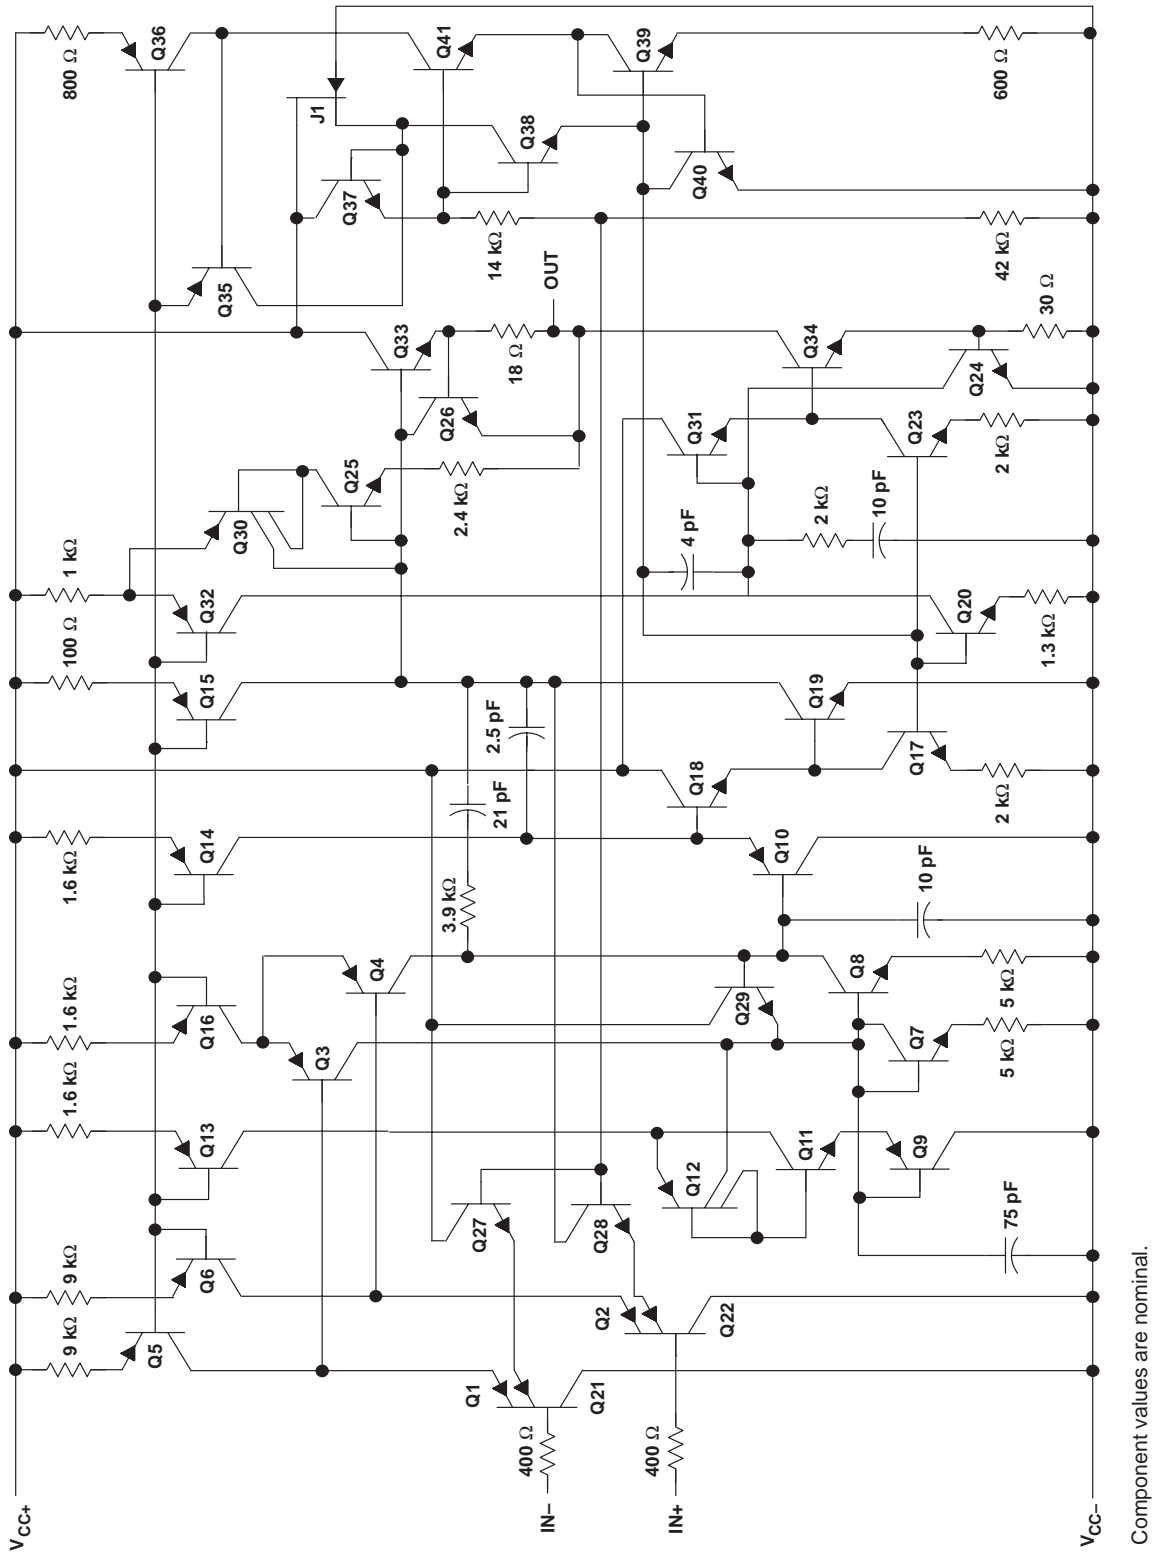 VCC+
9 kΩ
9 kΩ
1.6 kΩ
1.6 kΩ
1.6 kΩ
100 Ω
1 kΩ
800 Ω
Q5
Q6
Q13
Q16
Q14
Q15
Q32
Q30
Q35
Q36
Q3
Q4
Q25
Q26
Q33
Q37
J1
Q41
IN−
400 Ω
Q1
Q21
Q27
3.9 kΩ
21 pF
2.5 pF
2.4 kΩ
18 Ω
OUT
14 kΩ
Q38
Q39
IN+
400 Ω
Q2
Q22
Q28
Q12
Q11
Q29
Q10
Q18
Q19
4 pF
Q31
Q34
Q40
Q9
Q7
Q8
10 pF
Q17
Q20
2 kΩ
10 pF
Q23
Q24
75 pF
5 kΩ
5 kΩ
2 kΩ
1.3 kΩ
2 kΩ
30 Ω
42 kΩ
600 Ω
VCC−
Component values are nominal.